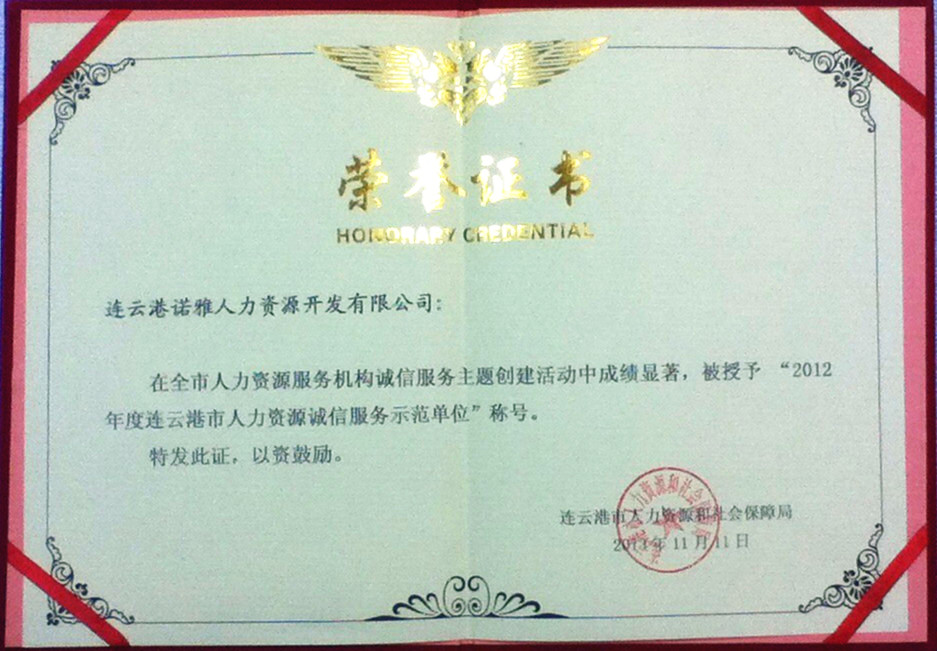 荣誉证书
HONORARY CREDENTIAL
连云港诺雅人力资源开发有限公司:
在全市人力资源服务机构诚信服务主题创建活动中成绩显著，被授予 “2012
年度连云港市人力资源诚信服务示范单位”称号。
特发此证，以资鼓励。
连云港市人力资源和社会保障局
2013年11月11日